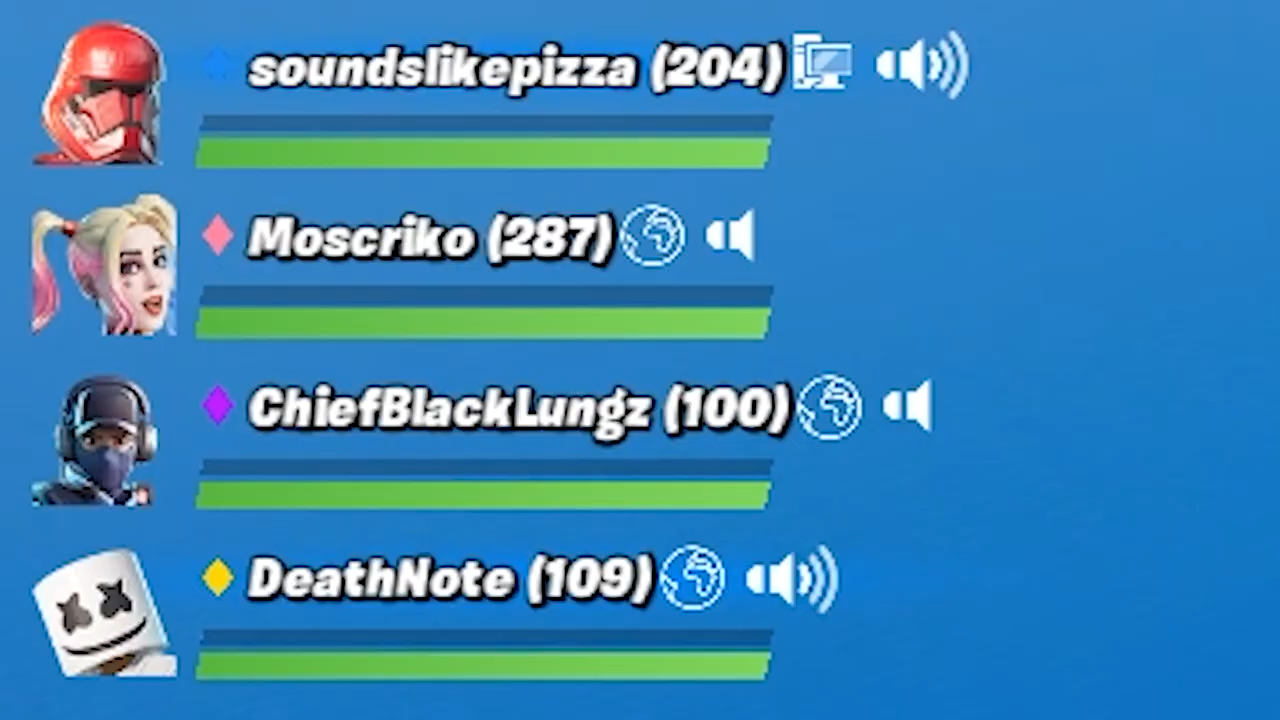 soundslikepizza (204)
Moscriko (287)
ChiefBlackLungz (100)
DeathNote (109)